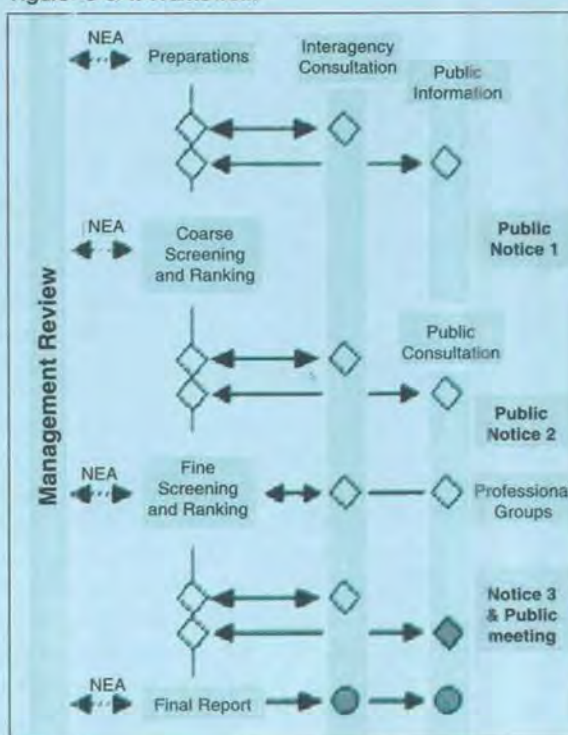 NEA
Preparations
Interagency
Consultation
Public
Information
Public
Notice 1
NEA
Coarse
Screening
and Ranking
Public
Consultation
Public
Notice 2
Management Review
NEA
Fine
Screening
and Ranking
Professional
Groups
Notice 3
& Public
meeting
NEA
Final Report